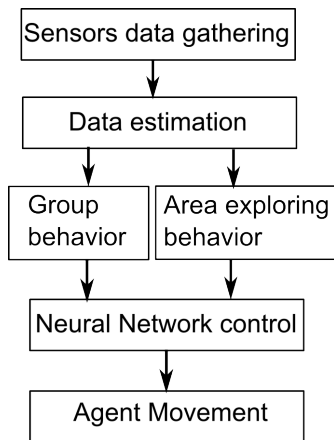 Sensors data gathering
Data estimation
Group
behavior
Area exploring
behavior
Neural Network control
Agent Movement